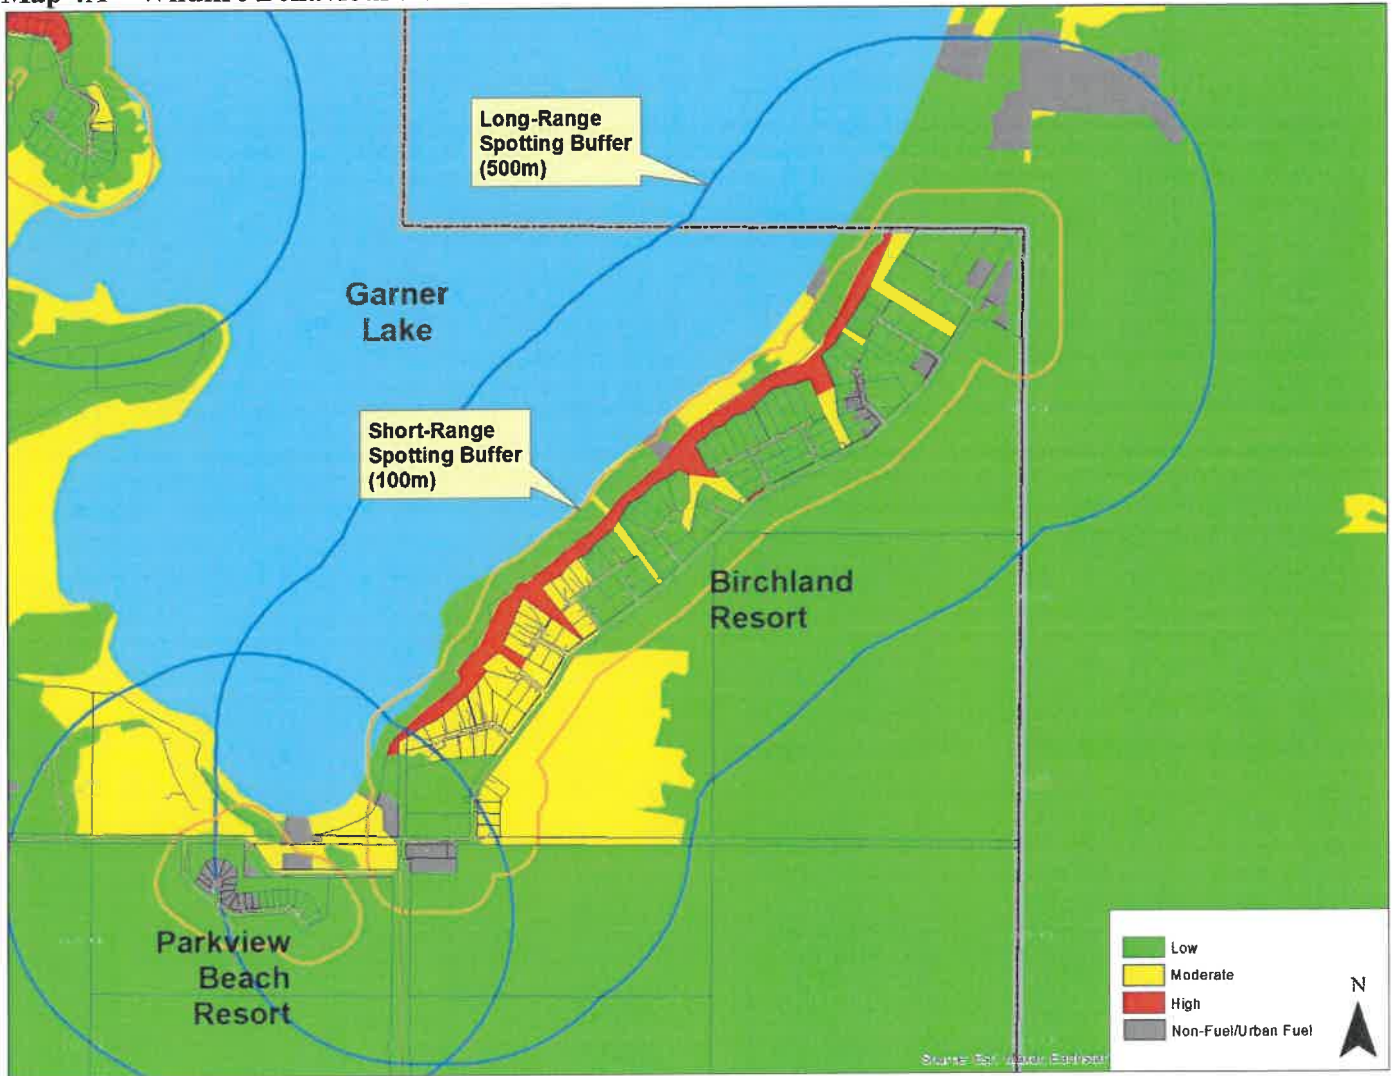 Long-Range
Spotting Buffer
(500m)
Garner
Lake
Short-Range
Spotting Buffer
(100m)
Birchland
Resort
Parkview
Beach
Resort
Low
Moderate
High
Non-Fuel/Urban Fuel
N